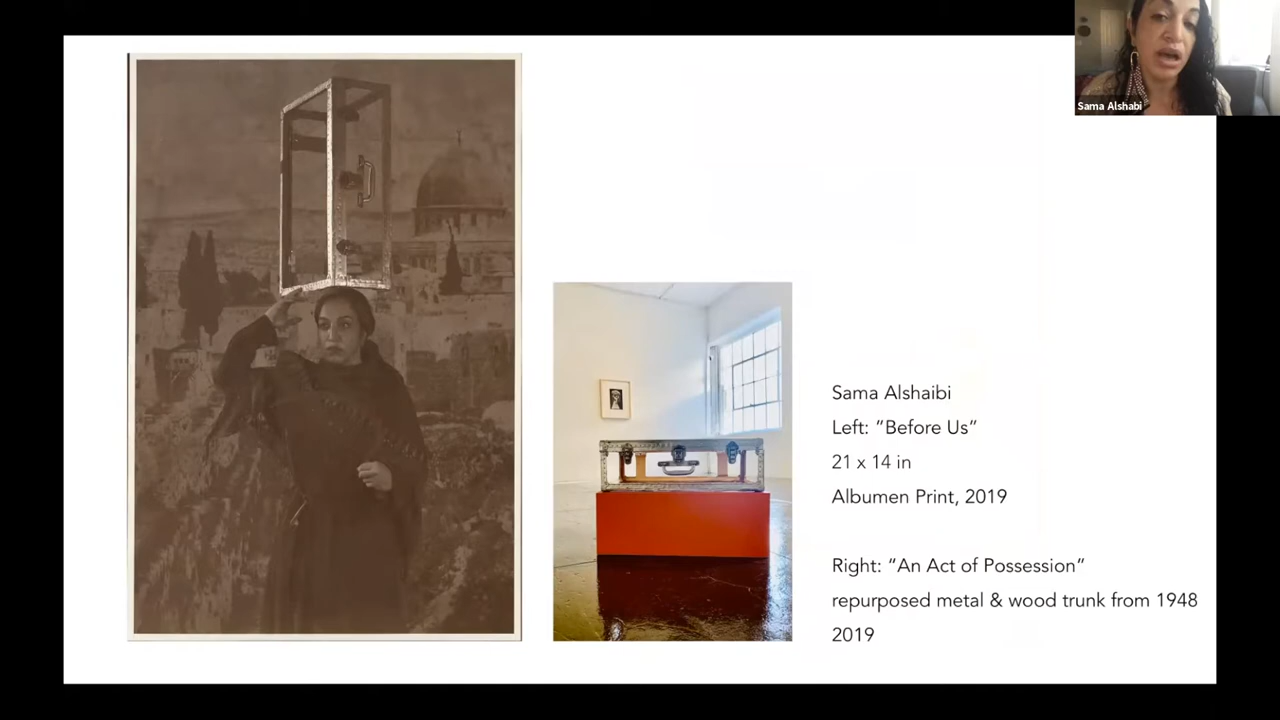 Sama Alshabi
Sama Alshaibi
Left: “Before Us”
21 x 14 in
Albumen Print, 2019
Right: “An Act of Possession”
repurposed metal & wood trunk from 1948
2019